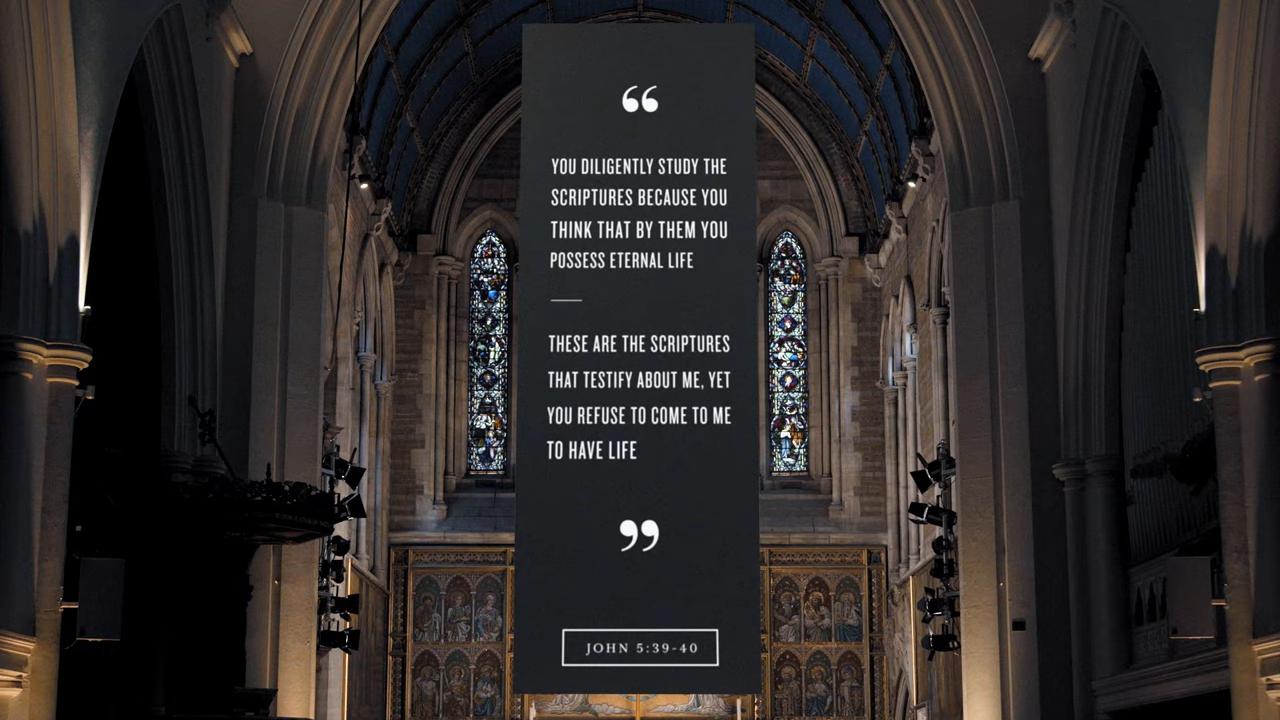 “
YOU DILIGENTLY STUDY THE
SCRIPTURES BECAUSE YOU
THINK THAT BY THEM YOU
POSSESS ETERNAL LIFE
THESE ARE THE SCRIPTURES
THAT TESTIFY ABOUT ME, YET
YOU REFUSE TO COME TO ME
TO HAVE LIFE
”
JOHN 5:39-40